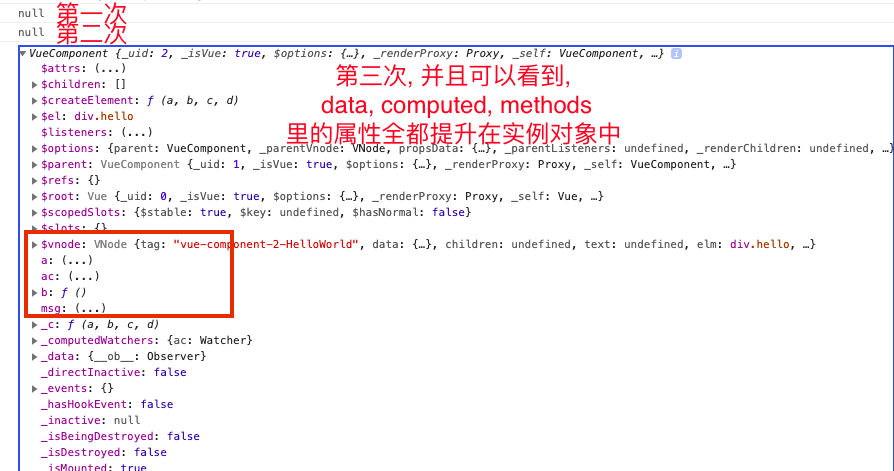 null 第一次
null 第二次
VueComponent {_uid: 2, _isVue: true, $options: {…}, _renderProxy: Proxy, _self: VueComponent, …} i
$attrs: (...)
第三次, 并且可以看到,
$children: []
$createElement: ƒ (a, b, c, d)
data, computed, methods
$el: div.hello
$listeners: (...)
里的属性全都提升在实例对象中
$options: {parent: VueComponent, _parentVnode: VNode, propsData: {…}, _parentListeners: undefined, _renderChildren: undefined, …}
$parent: VueComponent {_uid: 1, _isVue: true, $options: {…}, _renderProxy: Proxy, _self: VueComponent, …}
$refs: {}
$root: Vue {_uid: 0, _isVue: true, $options: {…}, _renderProxy: Proxy, _self: Vue, …}
$scopedSlots: {$stable: true, $key: undefined, $hasNormal: false}
$slots: {}
$vnode: VNode {tag: "vue-component-2-HelloWorld", data: {…}, children: undefined, text: undefined, elm: div.hello, …}
a: (...)
ac: (...)
b: ƒ ()
msg: (...)
_c: ƒ (a, b, c, d)
_computedWatchers: {ac: Watcher}
_data: {__ob__: Observer}
_directInactive: false
_events: {}
_hasHookEvent: false
_inactive: null
_isBeingDestroyed: false
_isDestroyed: false
_isMounted: true